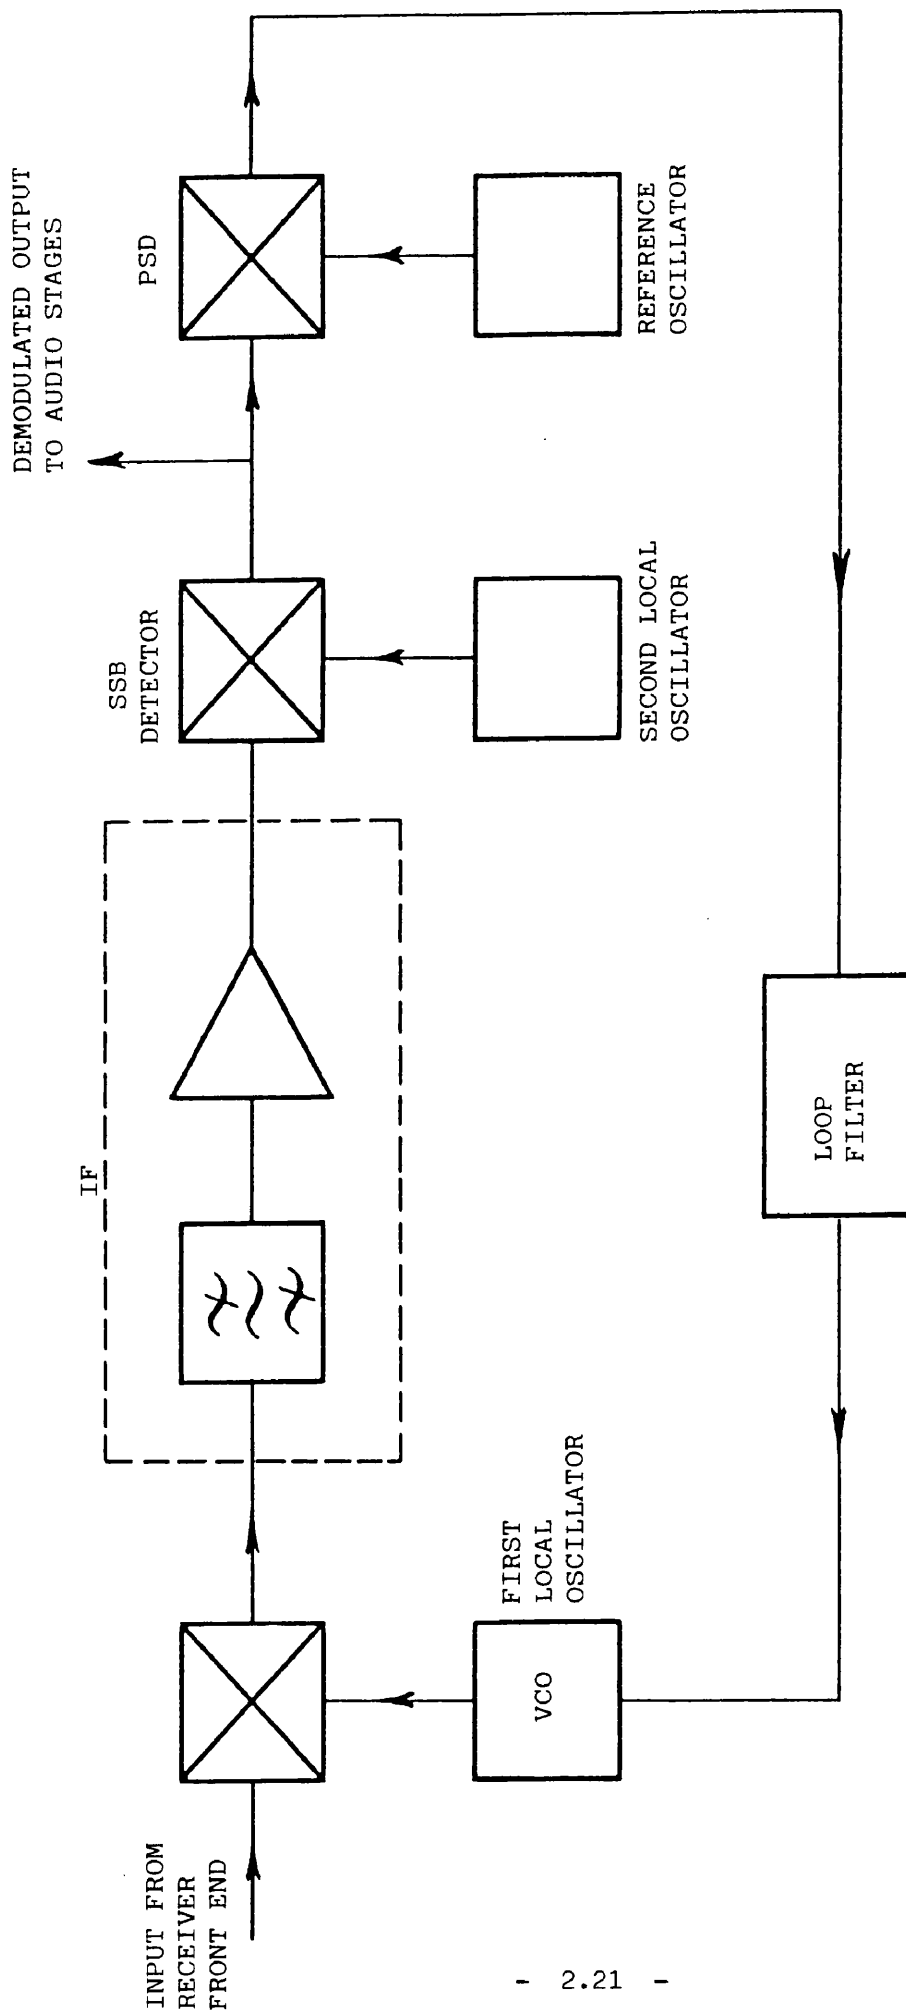 INPUT FROM
RECEIVER
FRONT END
VCO
FIRST
LOCAL
OSCILLATOR
IF
SSB
DETECTOR
SECOND LOCAL
OSCILLATOR
DEMODULATED OUTPUT
TO AUDIO STAGES
PSD
REFERENCE
OSCILLATOR
LOOP
FILTER
- 2.21 -